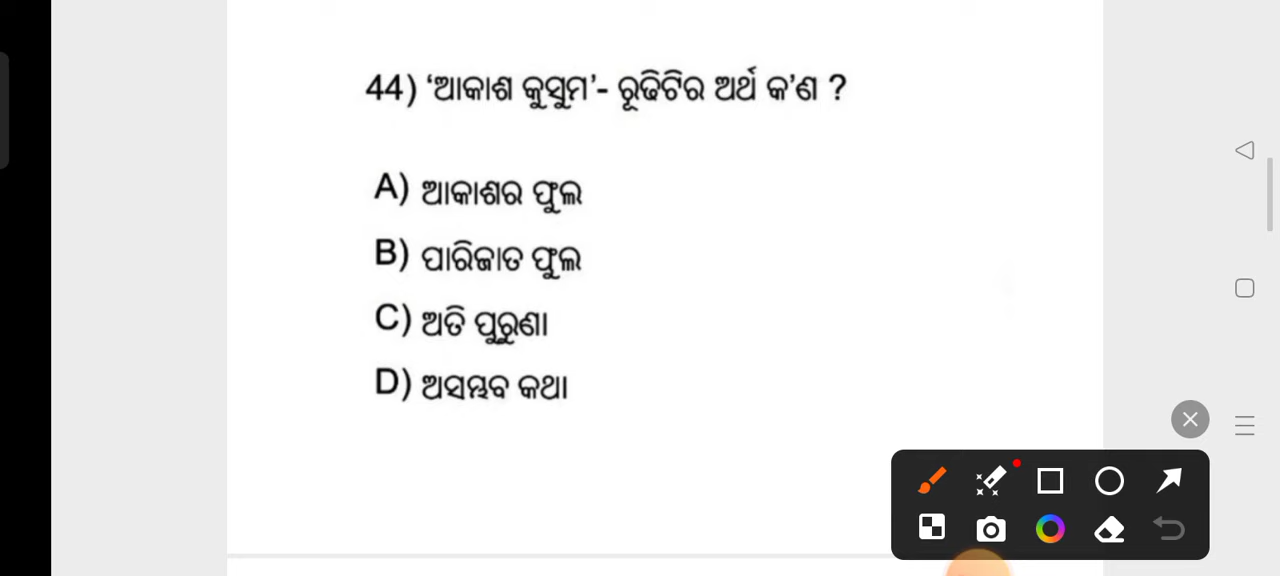 44) ‘ଆକାଶ କୁସୁମ’- ରୂଢିଟିର ଅର୍ଥ କ’ଣ ?
A) ଆକାଶର ଫୁଲ
B) ପାରିଜାତ ଫୁଲ
C) ଅତି ପୁରୁଣା
D) ଅସମ୍ଭବ କଥା